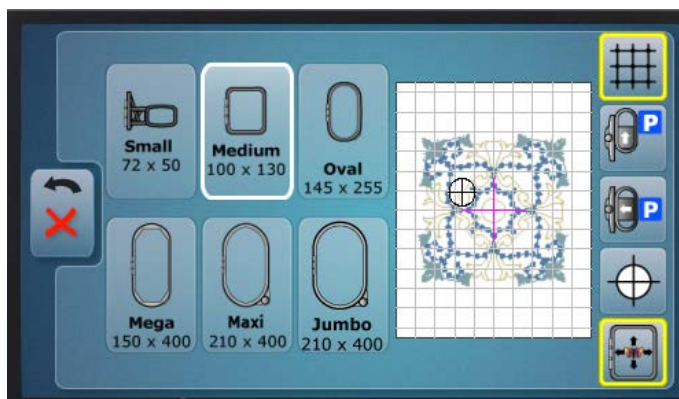 Small
72 x 50
Medium
100 x 130
Oval
145 x 255
Mega
150 x 400
Maxi
210 x 400
Jumbo
210 x 400
P
P